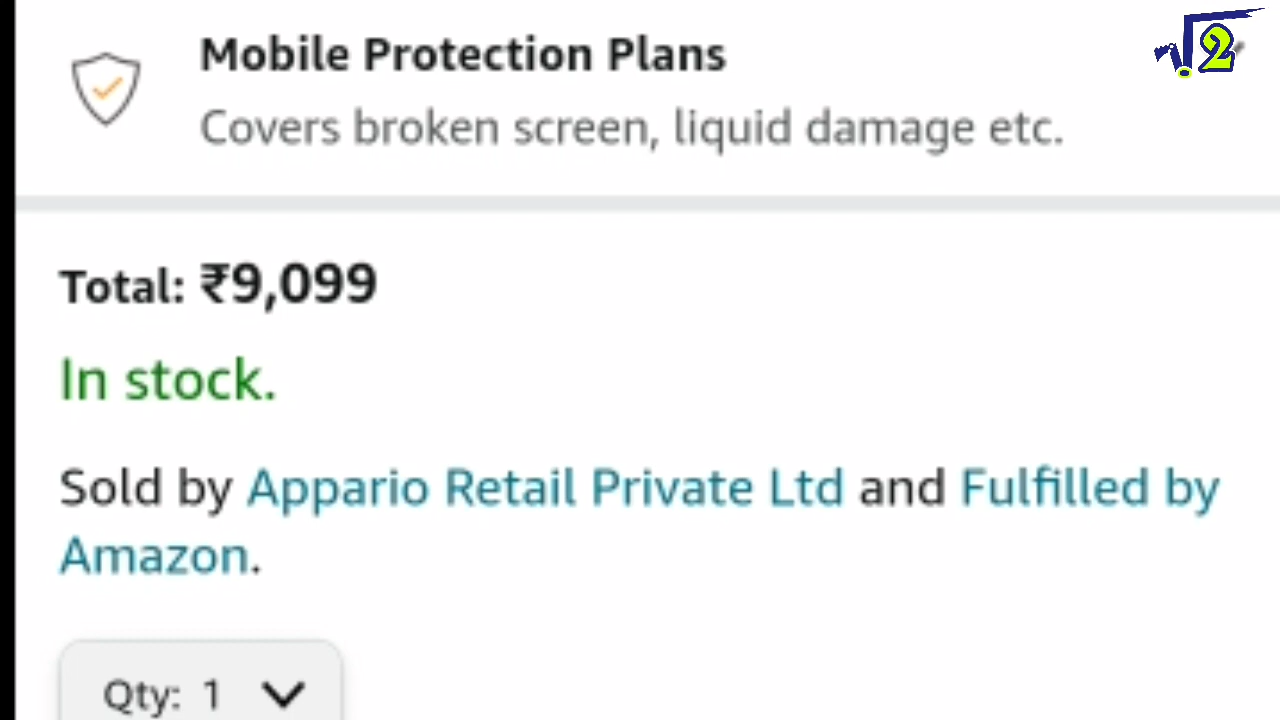 Mobile Protection Plans
Covers broken screen, liquid damage etc.
Total: ₹9,099
In stock.
Sold by Appario Retail Private Ltd and Fulfilled by
Amazon.
Qty: 1
√2